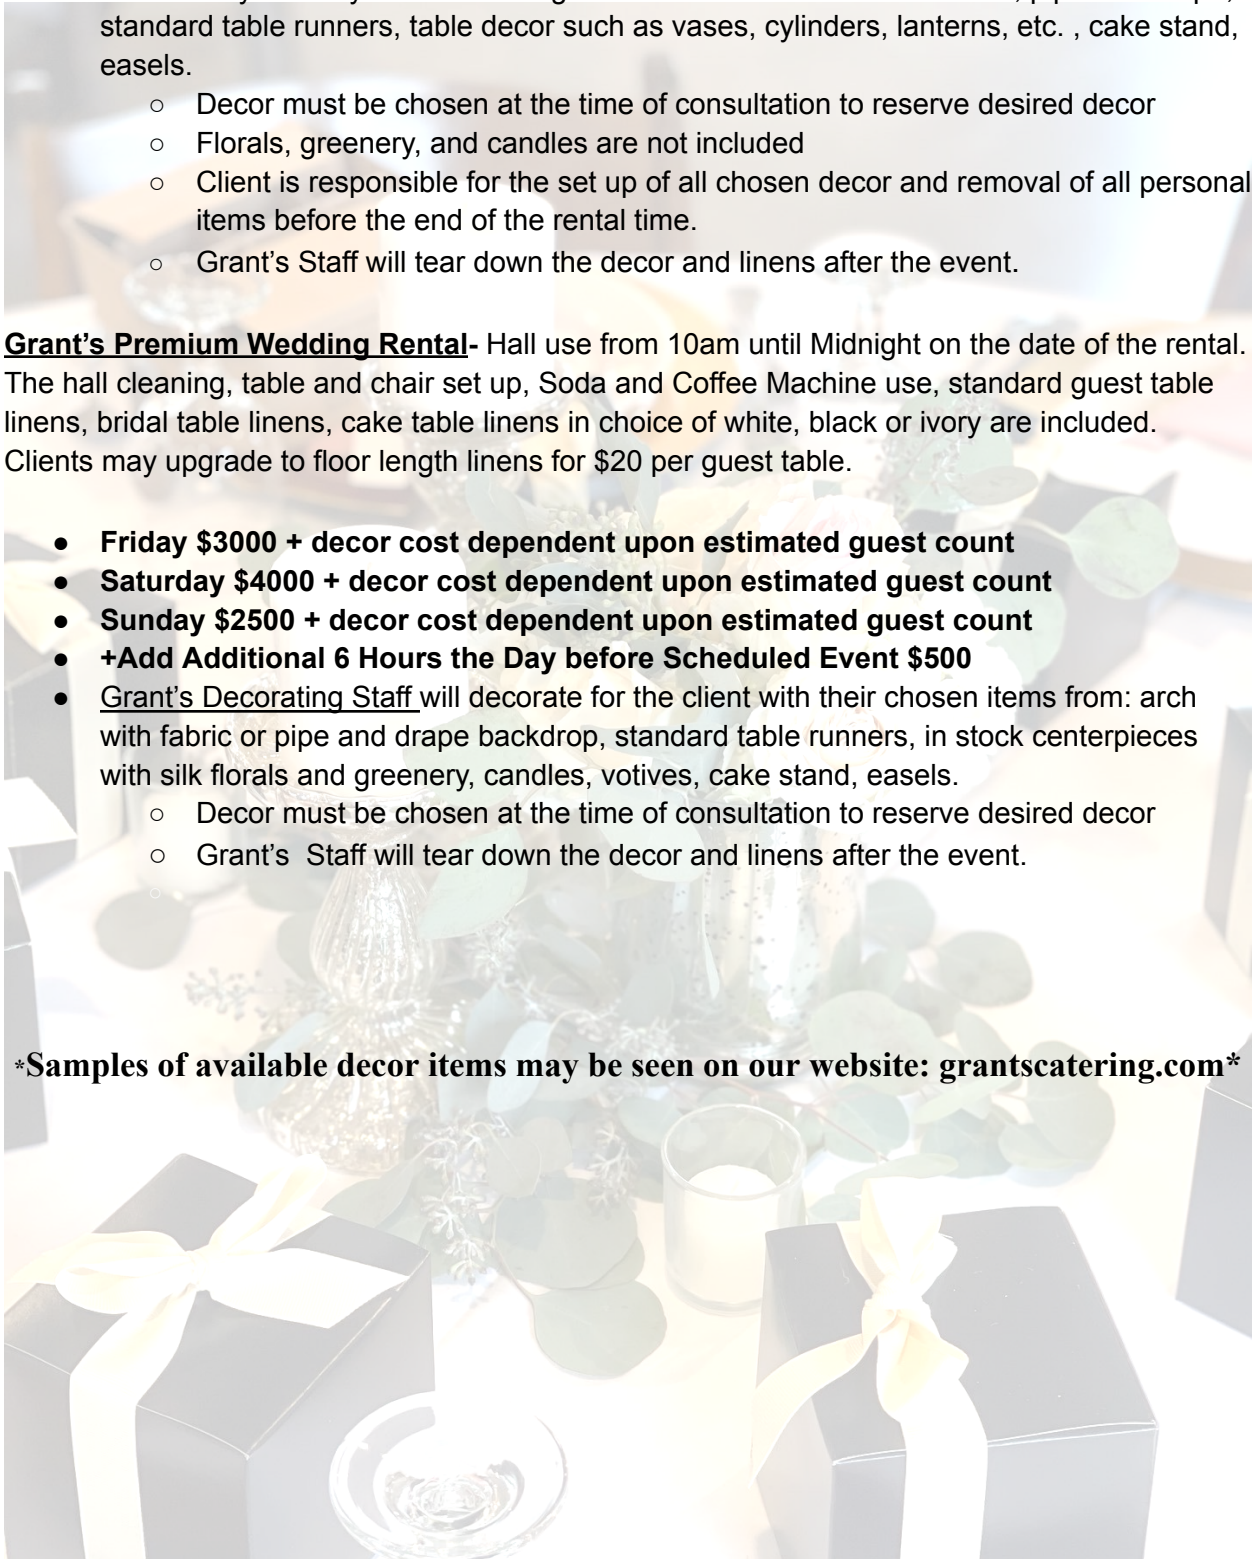 standard table runners, table decor such as vases, cylinders, lanterns, etc. , cake stand,
easels.
○ Decor must be chosen at the time of consultation to reserve desired decor
○ Florals, greenery, and candles are not included
○ Client is responsible for the set up of all chosen decor and removal of all personal
items before the end of the rental time.
○ Grant’s Staff will tear down the decor and linens after the event.
Grant’s Premium Wedding Rental- Hall use from 10am until Midnight on the date of the rental.
The hall cleaning, table and chair set up, Soda and Coffee Machine use, standard guest table
linens, bridal table linens, cake table linens in choice of white, black or ivory are included.
Clients may upgrade to floor length linens for $20 per guest table.
● Friday $3000 + decor cost dependent upon estimated guest count
● Saturday $4000 + decor cost dependent upon estimated guest count
● Sunday $2500 + decor cost dependent upon estimated guest count
● +Add Additional 6 Hours the Day before Scheduled Event $500
● Grant’s Decorating Staff will decorate for the client with their chosen items from: arch
with fabric or pipe and drape backdrop, standard table runners, in stock centerpieces
with silk florals and greenery, candles, votives, cake stand, easels.
○ Decor must be chosen at the time of consultation to reserve desired decor
○ Grant’s  Staff will tear down the decor and linens after the event.
○
*Samples of available decor items may be seen on our website: grantscatering.com*